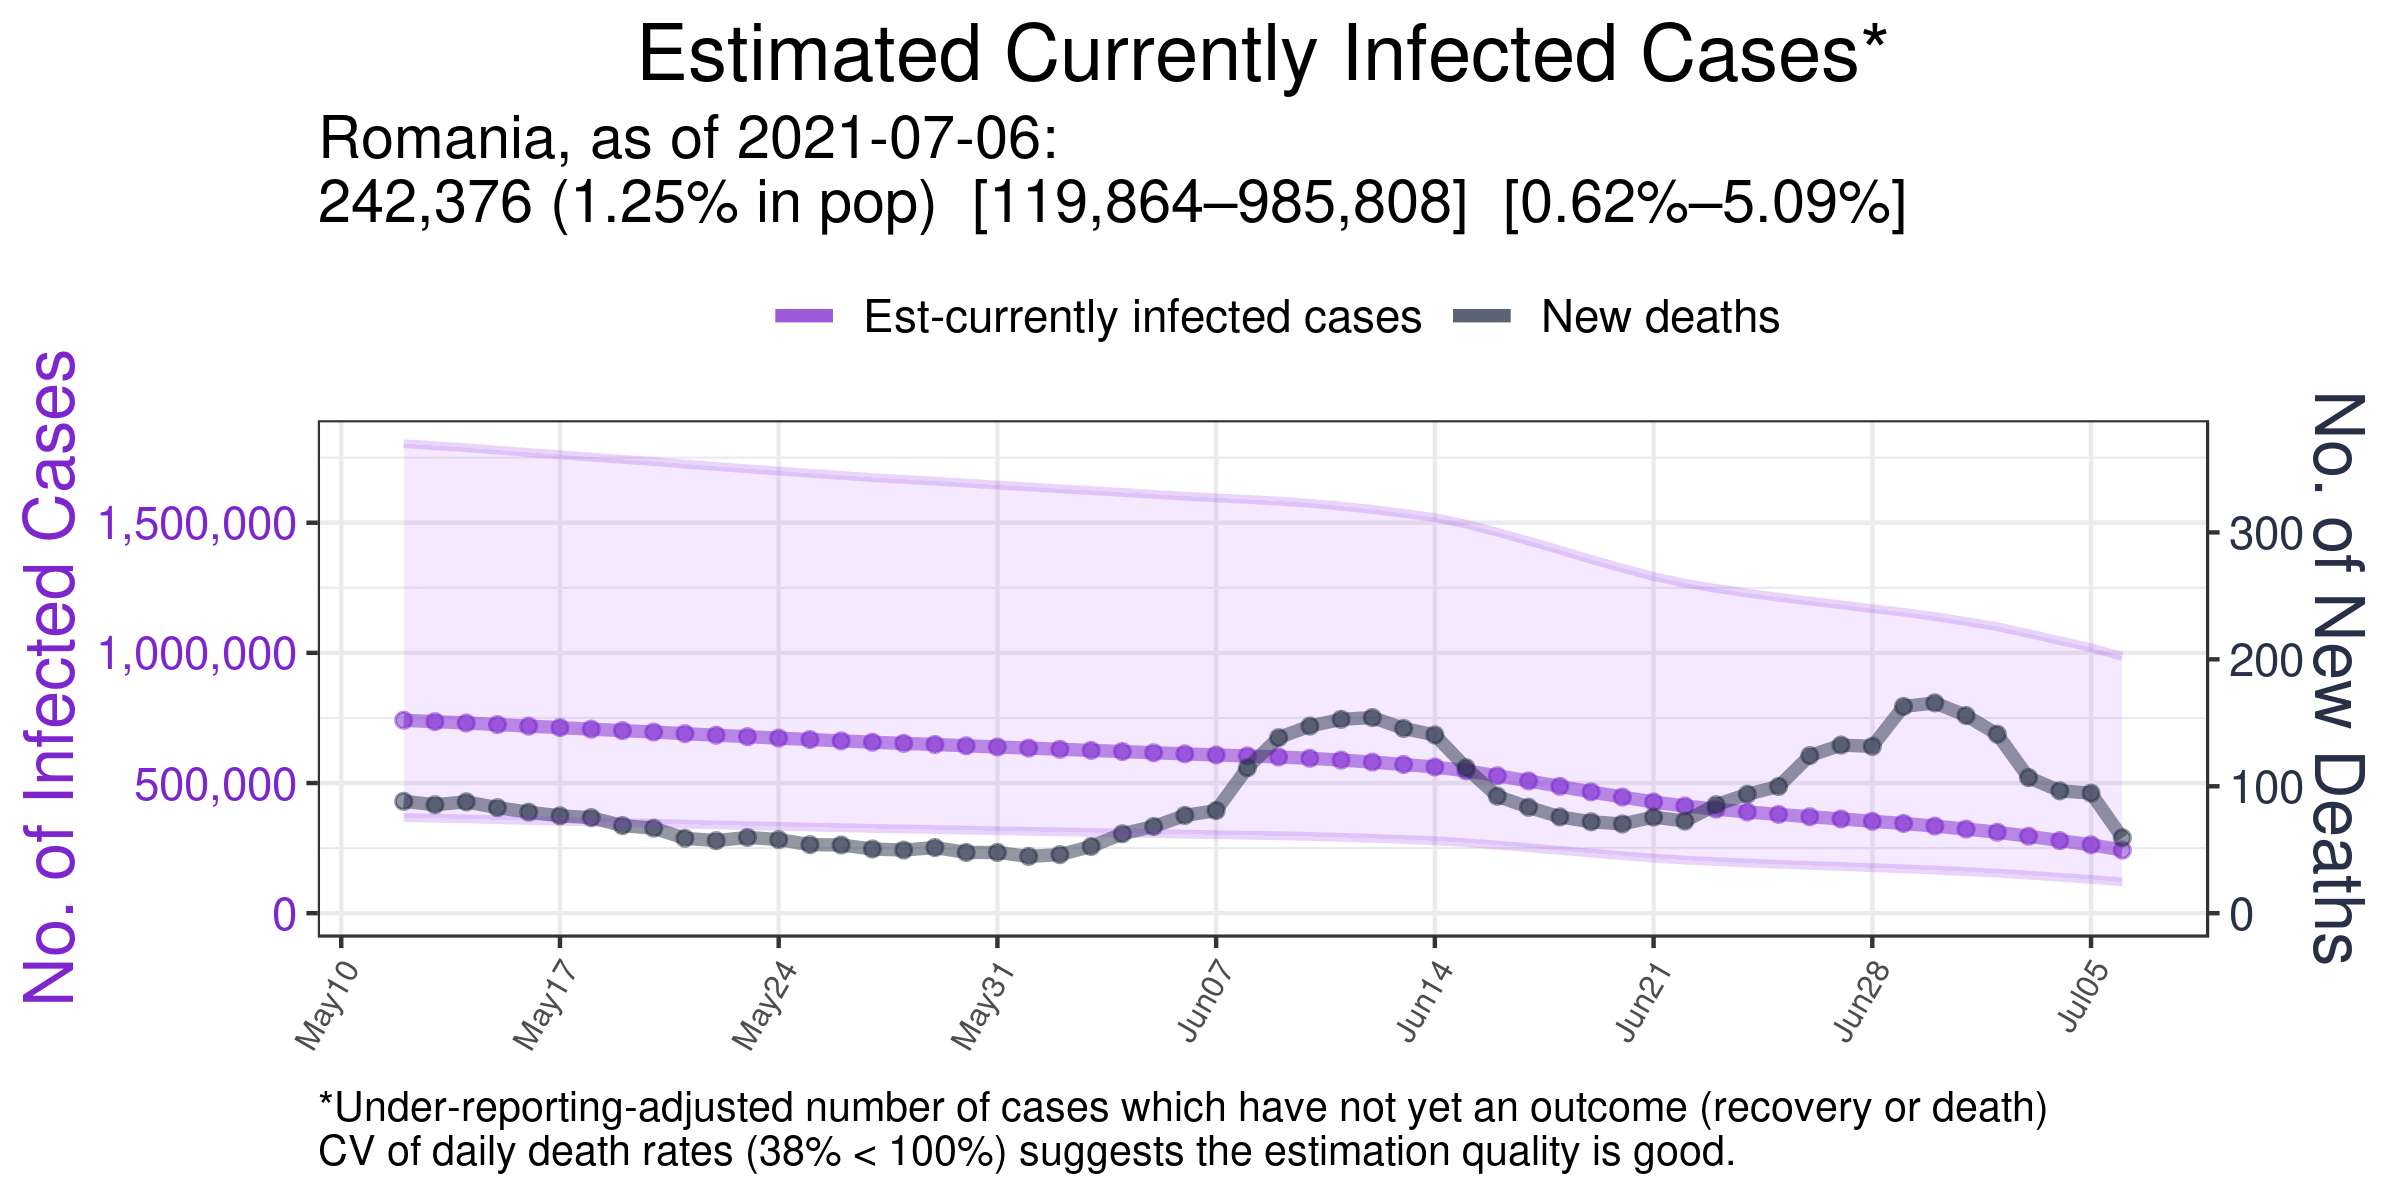 Estimated Currently Infected Cases*
Romania, as of 2021-07-06:
242,376 (1.25% in pop)  [119,864–985,808]  [0.62%–5.09%]
Est-currently infected cases
New deaths
No. of Infected Cases
1,500,000
1,000,000
500,000
0
300
200
100
0
No. of New Deaths
May10
May17
May24
May31
Jun07
Jun14
Jun21
Jun28
Jul05
*Under-reporting-adjusted number of cases which have not yet an outcome (recovery or death)
CV of daily death rates (38% < 100%) suggests the estimation quality is good.